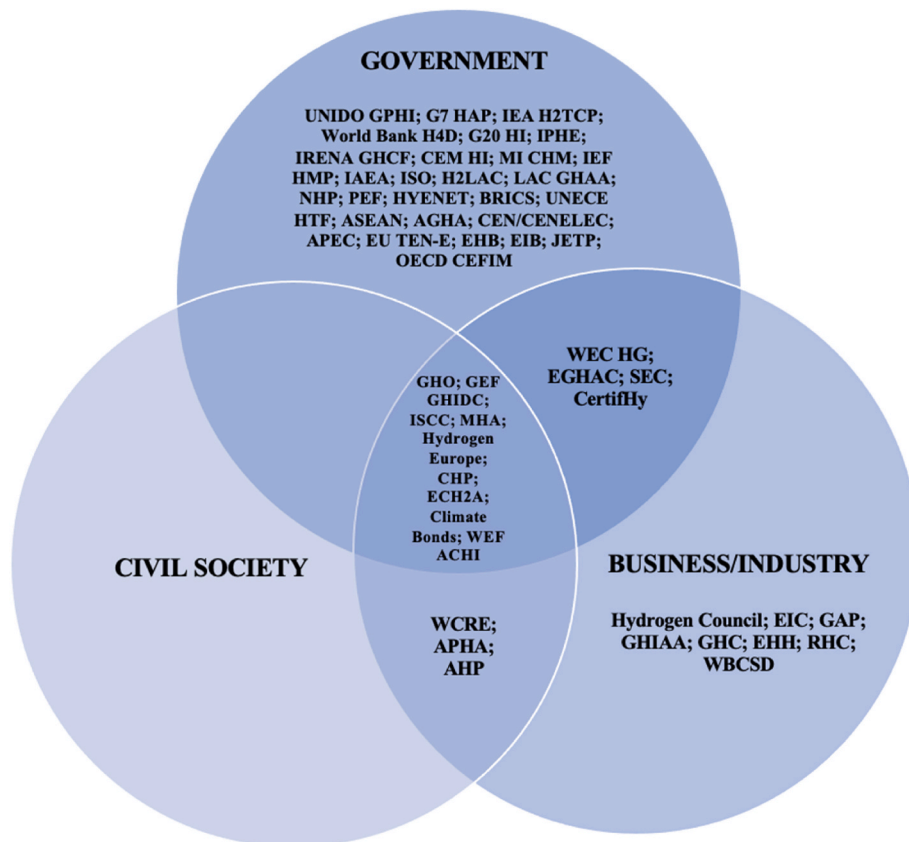 GOVERNMENT
UNIDO GPHI; G7 HAP; IEA H2TCP;
World Bank H4D; G20 HI; IPHE;
IRENA GHCF; CEM HI; MI CHM; IEF
HMP; IAEA; ISO; H2LAC; LAC GHAA;
NHP; PEF; HYENET; BRICS; UNECE
HTF; ASEAN; AGHA; CEN/CENELEC;
APEC; EU TEN-E; EHB; EIB; JETP;
OECD CEFIM
WEC HG;
EGHAC; SEC;
CertifHy
GHO; GEF
GHIDC;
ISCC; MHA;
Hydrogen
Europe;
CHP;
ECH2A;
Climate
Bonds; WEF
ACHI
CIVIL SOCIETY
BUSINESS/INDUSTRY
Hydrogen Council; EIC; GAP;
GHIAA; GHC; EHH; RHC;
WBCSD
WCRE;
APHA;
AHP